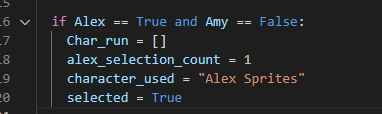 16 if Alex == True and Amy == False:
17 Char_run = []
18 alex_selection_count = 1
19 character_used = "Alex Sprites"
20 selected = True